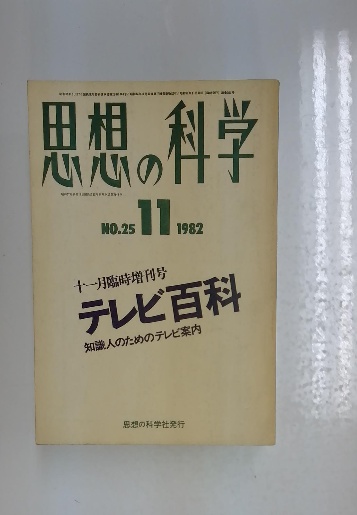 思想の科学
NO.25 11 1982
十一月臨時増刊号
テレビ百科
知識人のためのテレビ案内
思想の科学社発行